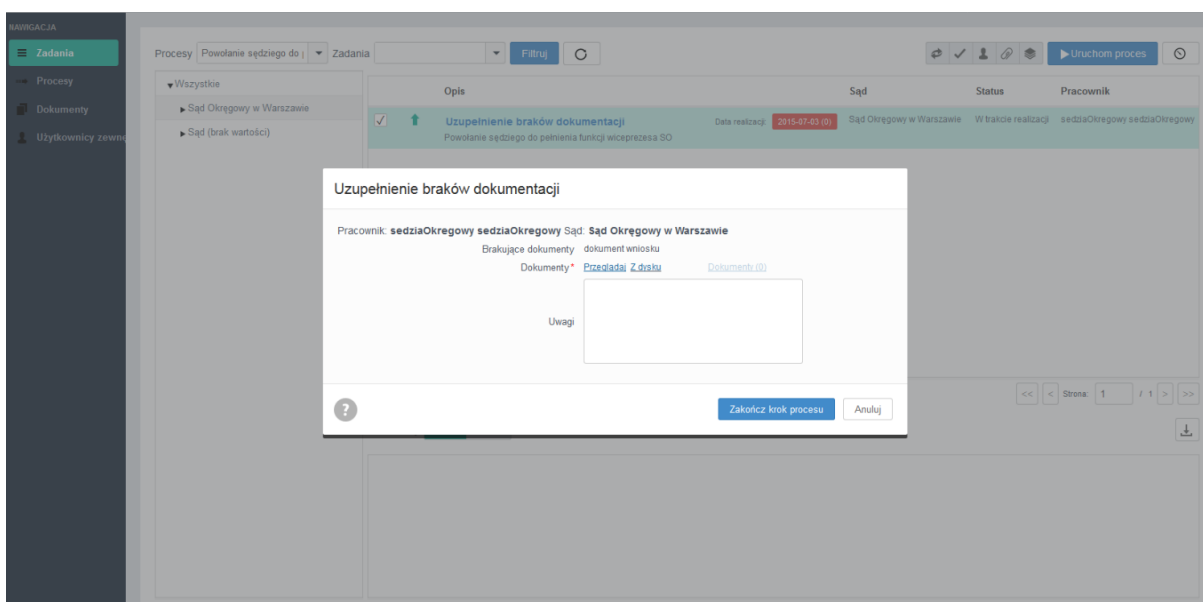 NAWIGACJA
Zadania
Procesy
Dokumenty
Użytkownicy zewnę
Procesy Powołanie sędziego do p Zadania Filtruj Uruchom proces
Wszystkie
Sąd Okręgowy w Warszawie
Sąd (brak wartości)
Opis Sąd Status Pracownik
Uzupełnienie braków dokumentacji Data realizacji: 2015-07-03 (0) Sąd Okręgowy w Warszawie W trakcie realizacji sedziaOkregowy sedziaOkregowy
Powołanie sędziego do pełnienia funkcji wiceprezesa SO
Uzupełnienie braków dokumentacji
Pracownik: sedziaOkregowy sedziaOkregowy Sąd: Sąd Okręgowy w Warszawie
Brakujące dokumenty dokument wniosku
Dokumenty* Przeglądaj Z dysku Dokumenty (0)
Uwagi
? Zakończ krok procesu Anuluj
<< < Strona: 1 / 1 > >>